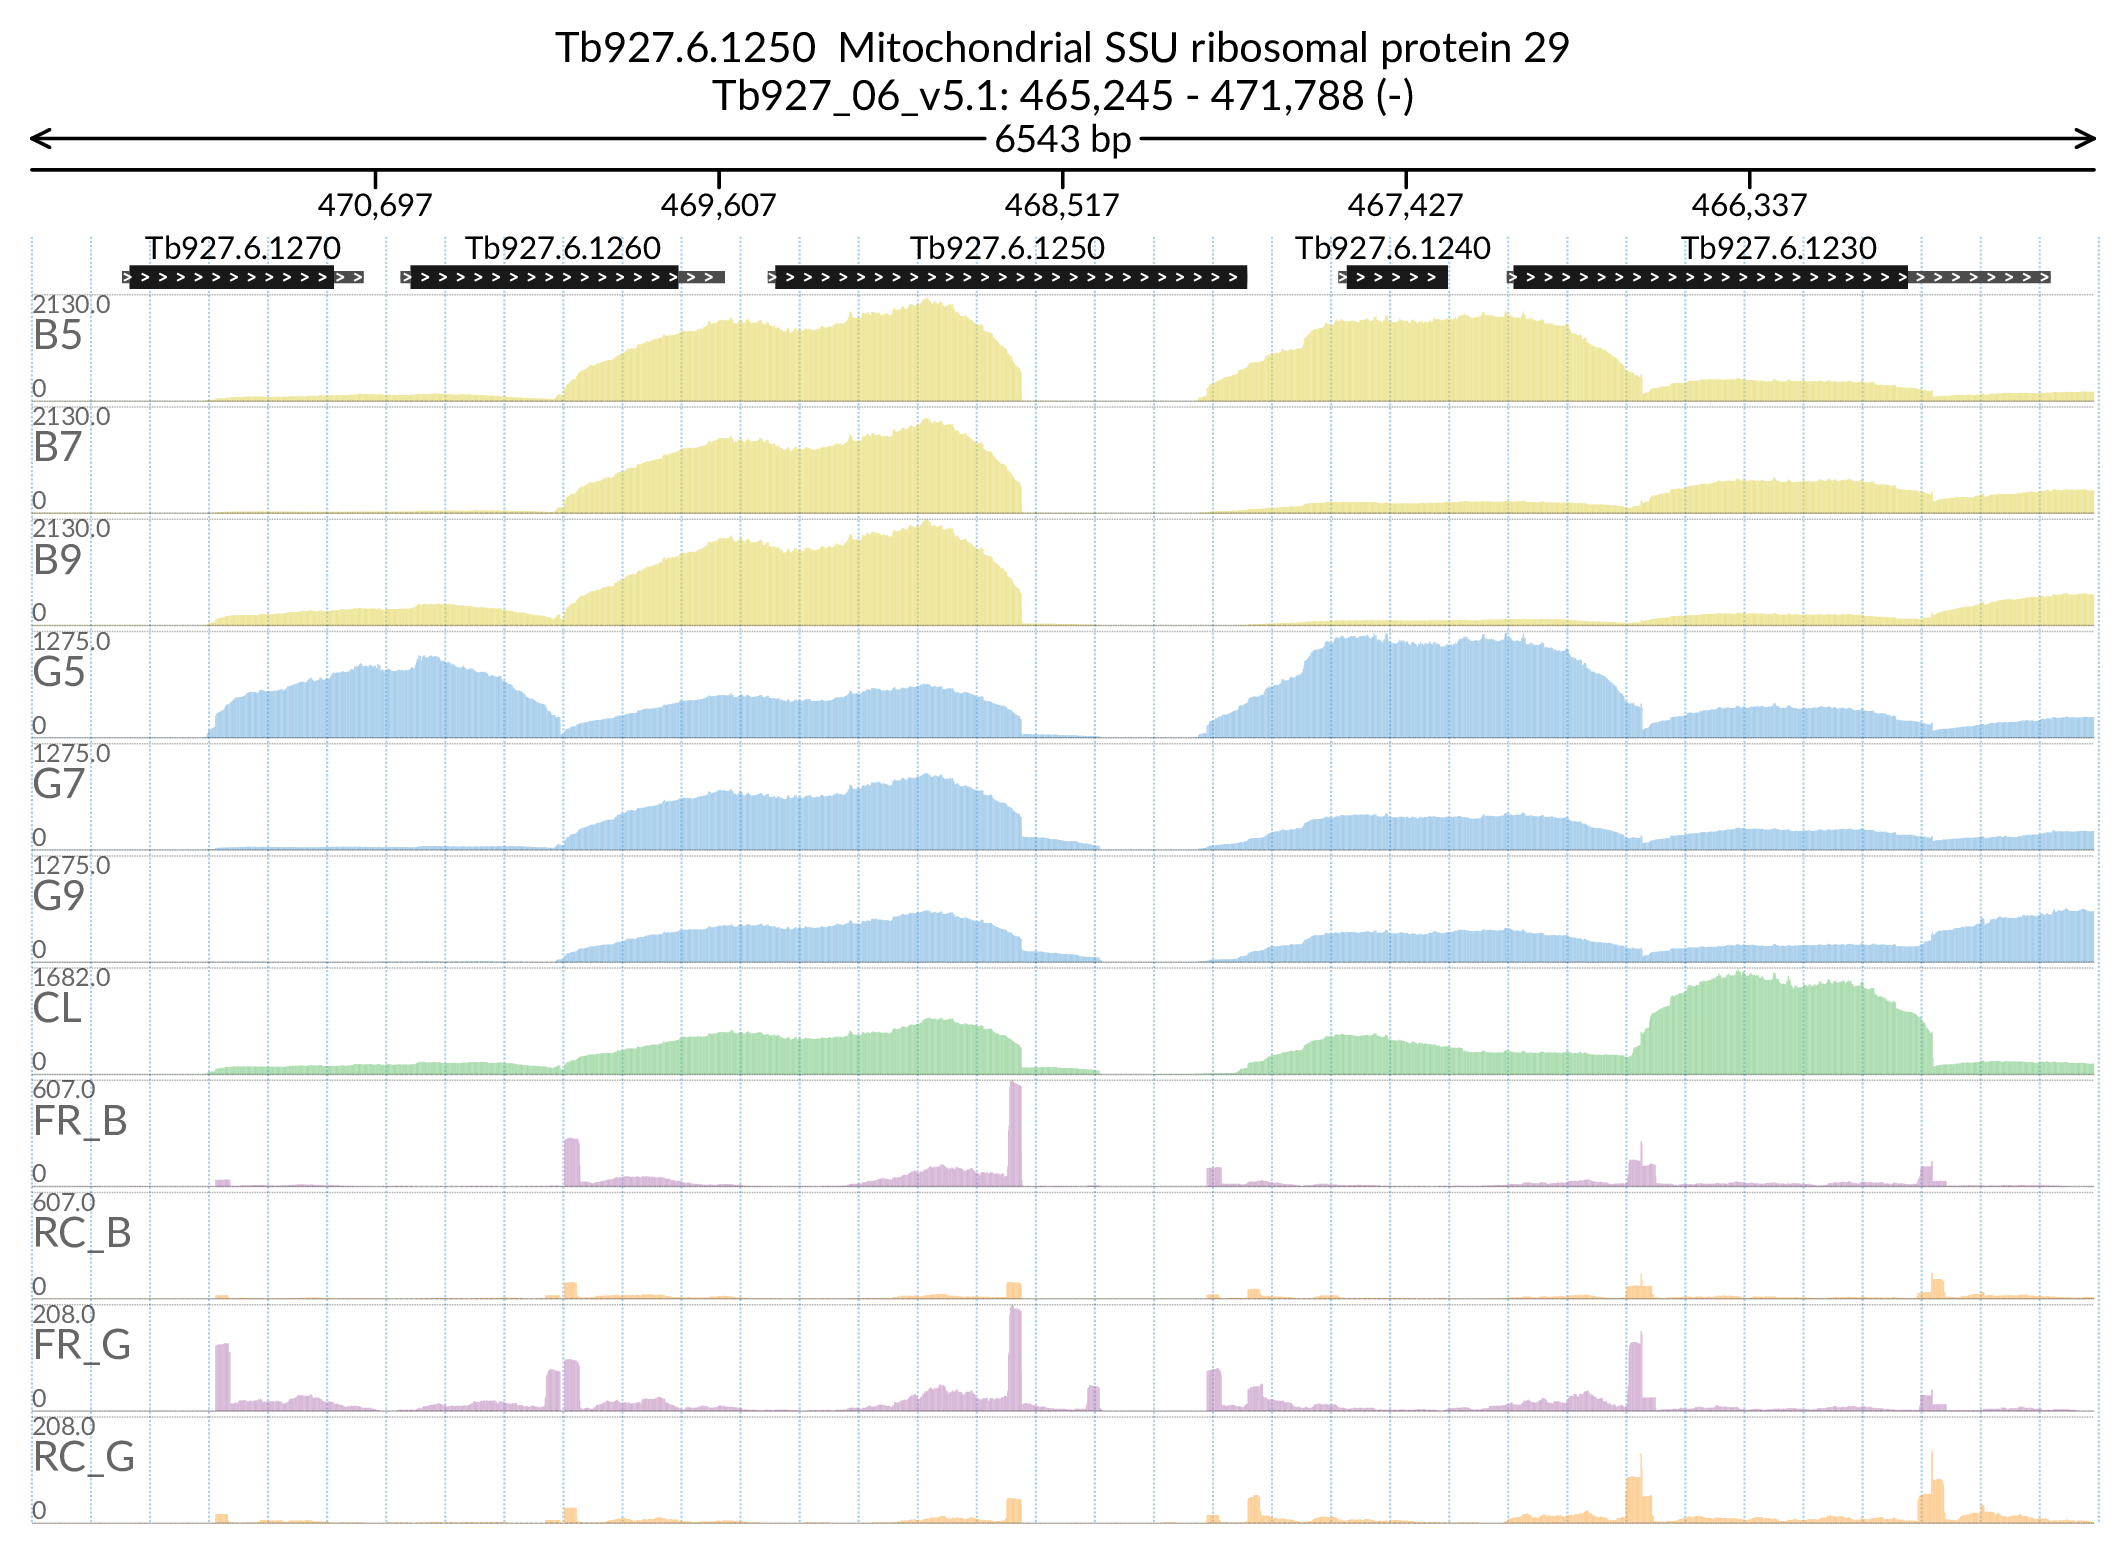 Tb927.6.1250  Mitochondrial SSU ribosomal protein 29
Tb927_06_v5.1: 465,245 - 471,788 (-)
6543 bp
470,697 469,607 468,517 467,427 466,337
Tb927.6.1270 Tb927.6.1260 Tb927.6.1250 Tb927.6.1240 Tb927.6.1230
2130.0
B5
0
2130.0
B7
0
2130.0
B9
0
1275.0
G5
0
1275.0
G7
0
1275.0
G9
0
1682.0
CL
0
607.0
FR_B
0
607.0
RC_B
0
208.0
FR_G
0
208.0
RC_G
0